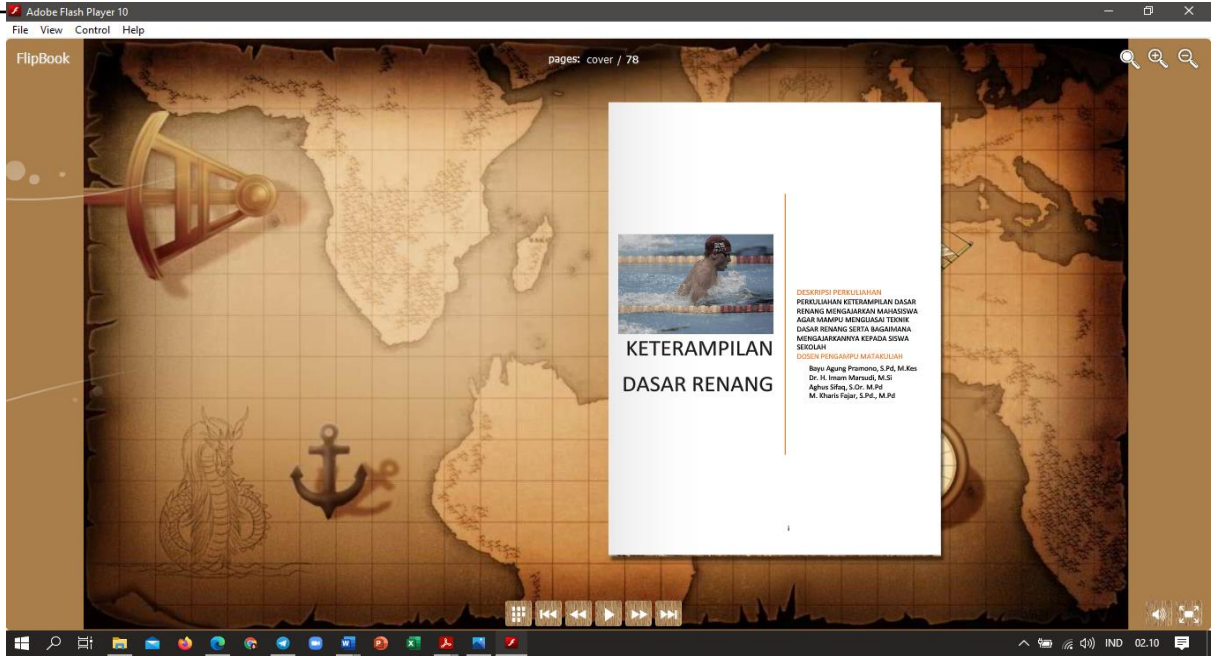 Adobe Flash Player 10
File View Control Help
FlipBook
pages: cover / 78
KETERAMPILAN
DASAR RENANG
DESKRIPSI PERKULIAHAN
PERKULIAHAN KETERAMPILAN DASAR
RENANG MENGAJARKAN MAHASISWA
AGAR MAMPU MENGUASAI TEKNIK
DASAR RENANG SERTA BAGAIMANA
MENGAJARKANNYA KEPADA SISWA
SEKOLAH
DOSEN PENGAMPU MATAKULIAH
Bayu Agung Pramono, S.Pd, M.Kes
Dr. H. Imam Marsudi, M.Si
Aghus Sifaq, S.Or. M.Pd
M. Kharis Fajar, S.Pd., M.Pd
IND 02.10